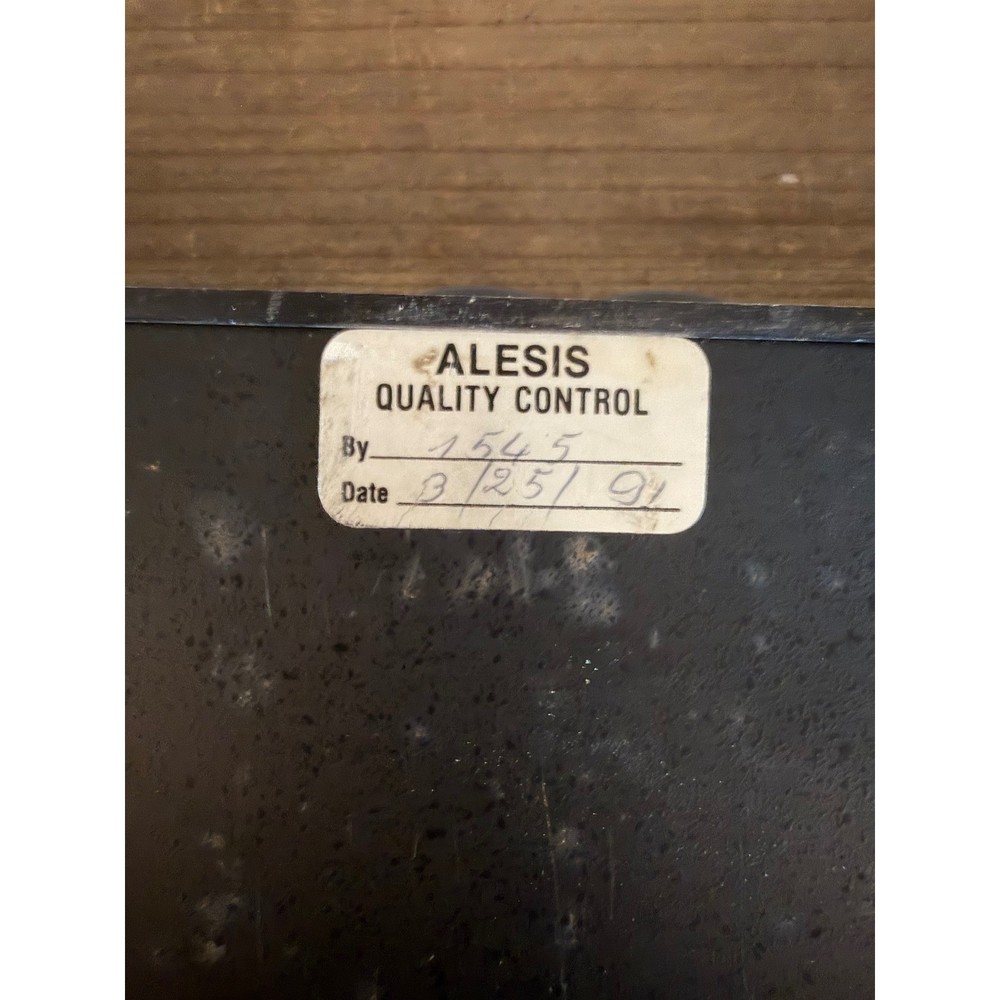 ALESIS
QUALITY CONTROL
By 1545
Date 3/25/91